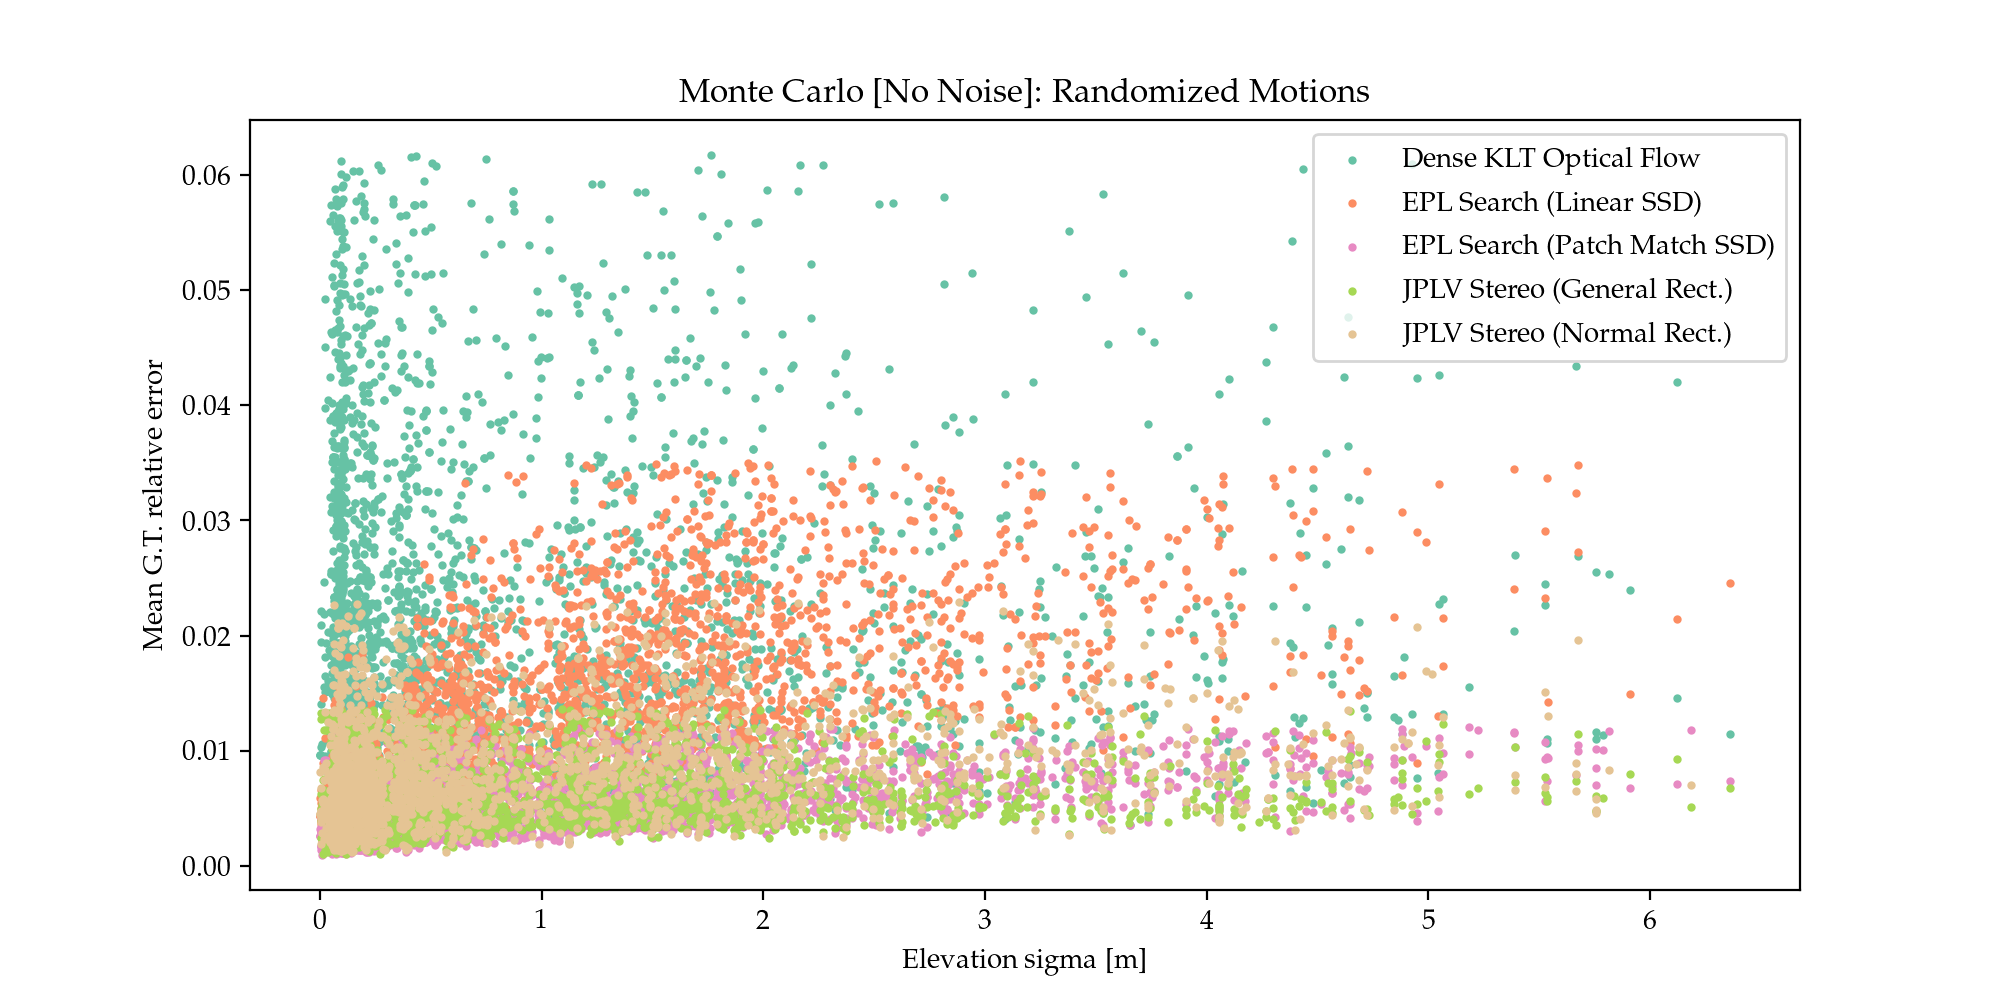 Monte Carlo [No Noise]: Randomized Motions
Dense KLT Optical Flow
EPL Search (Linear SSD)
EPL Search (Patch Match SSD)
JPLV Stereo (General Rect.)
JPLV Stereo (Normal Rect.)
Mean G.T. relative error
0.06
0.05
0.04
0.03
0.02
0.01
0.00
0 1 2 3 4 5 6
Elevation sigma [m]